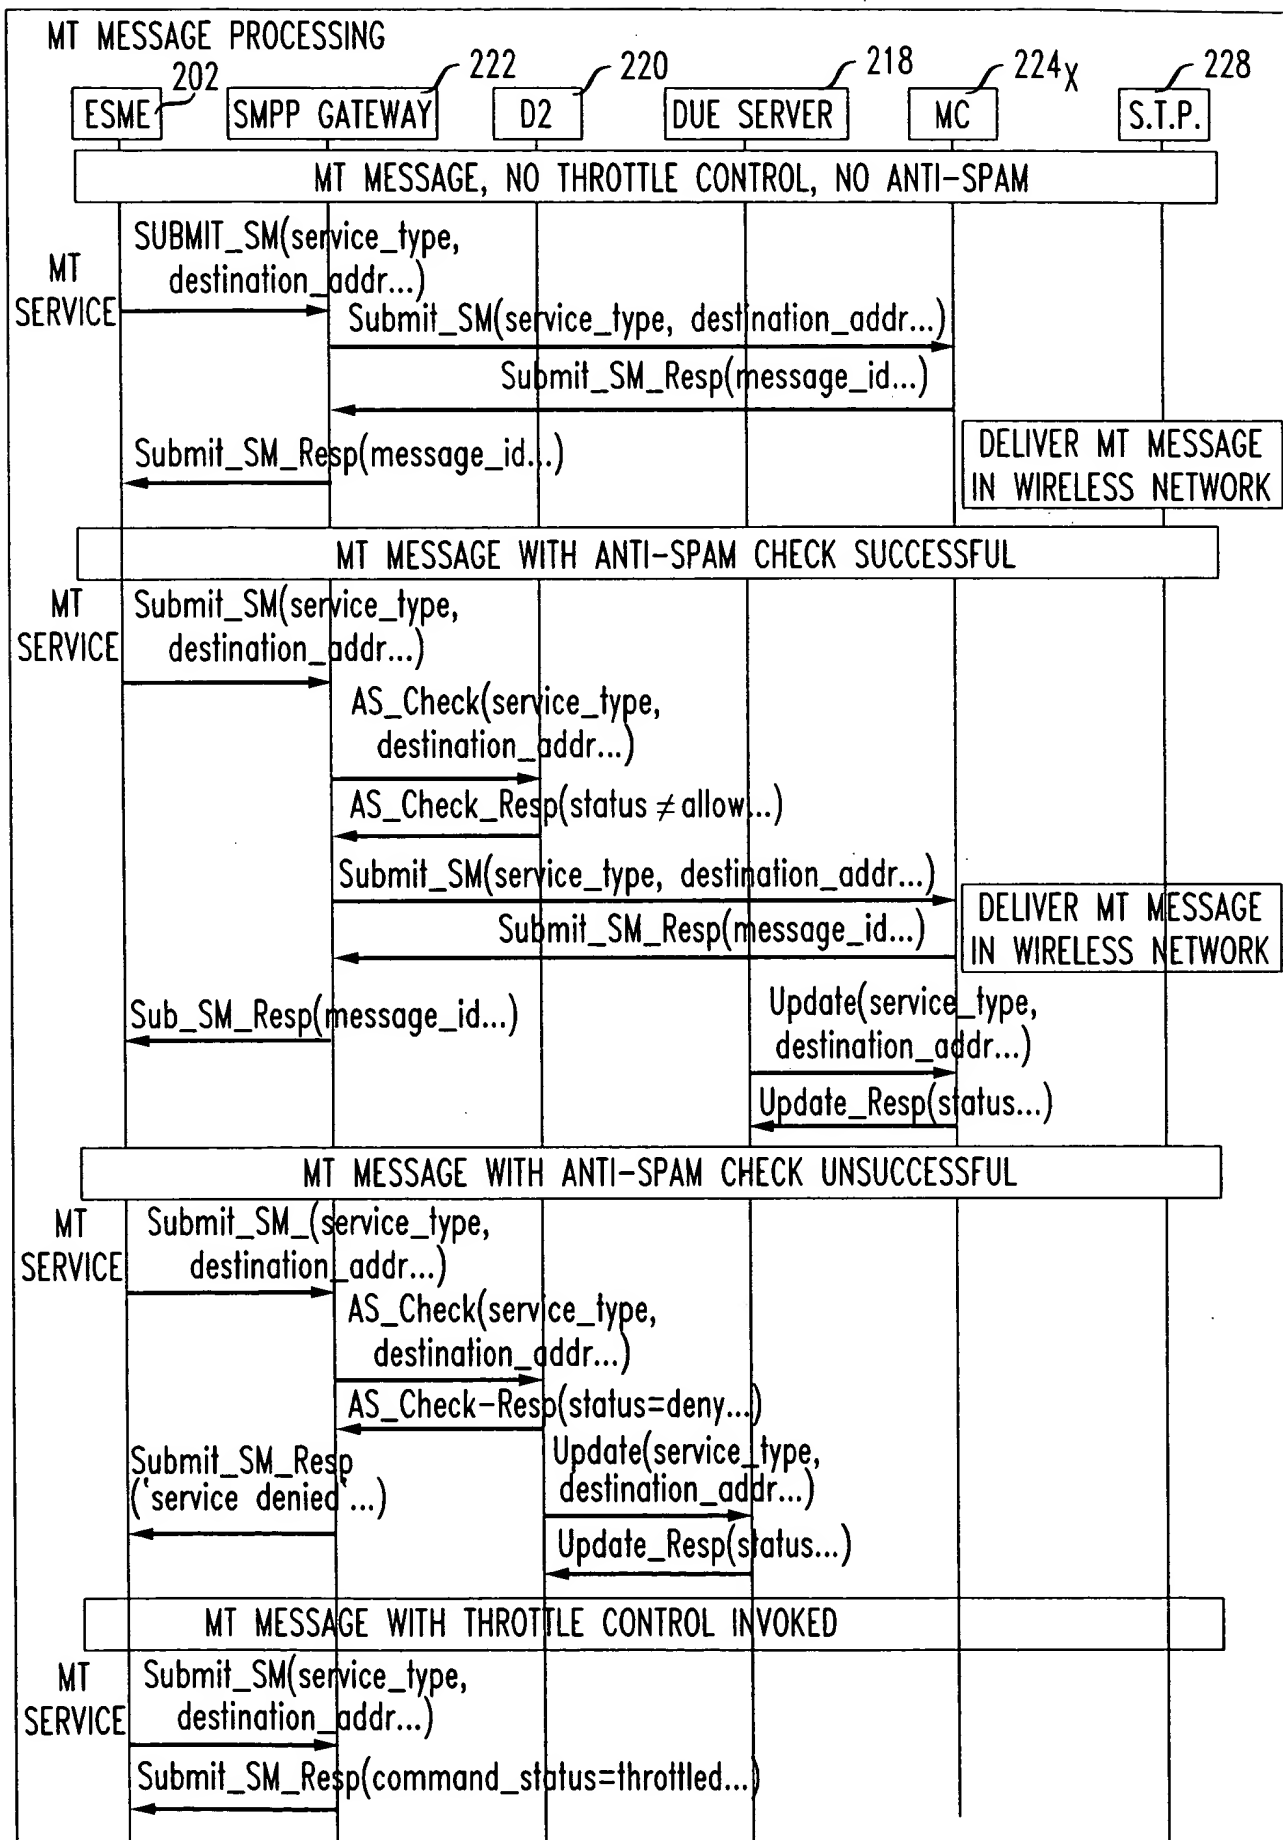 MT MESSAGE PROCESSING
202 222 220 218 224X 228
ESME SMPP GATEWAY D2 DUE SERVER MC S.T.P.
MT MESSAGE, NO THROTTLE CONTROL, NO ANTI-SPAM
MT
SERVICE
SUBMIT_SM(service_type,
destination_addr...)
Submit_SM(service_type, destination_addr...)
Submit_SM_Resp(message_id...)
Submit_SM_Resp(message_id...)
DELIVER MT MESSAGE
IN WIRELESS NETWORK
MT MESSAGE WITH ANTI-SPAM CHECK SUCCESSFUL
MT
SERVICE
Submit_SM(service_type,
destination_addr...)
AS_Check(service_type,
destination_addr...)
AS_Check_Resp(status ≠ allow...)
Submit_SM(service_type, destination_addr...)
Submit_SM_Resp(message_id...)
DELIVER MT MESSAGE
IN WIRELESS NETWORK
Sub_SM_Resp(message_id...)
Update(service_type,
destination_addr...)
Update_Resp(status...)
MT MESSAGE WITH ANTI-SPAM CHECK UNSUCCESSFUL
MT
SERVICE
Submit_SM_(service_type,
destination_addr...)
AS_Check(service_type,
destination_addr...)
AS_Check-Resp(status=deny...)
Submit_SM_Resp
('service denied'...)
Update(service_type,
destination_addr...)
Update_Resp(status...)
MT MESSAGE WITH THROTTLE CONTROL INVOKED
MT
SERVICE
Submit_SM(service_type,
destination_addr...)
Submit_SM_Resp(command_status=throttled...)